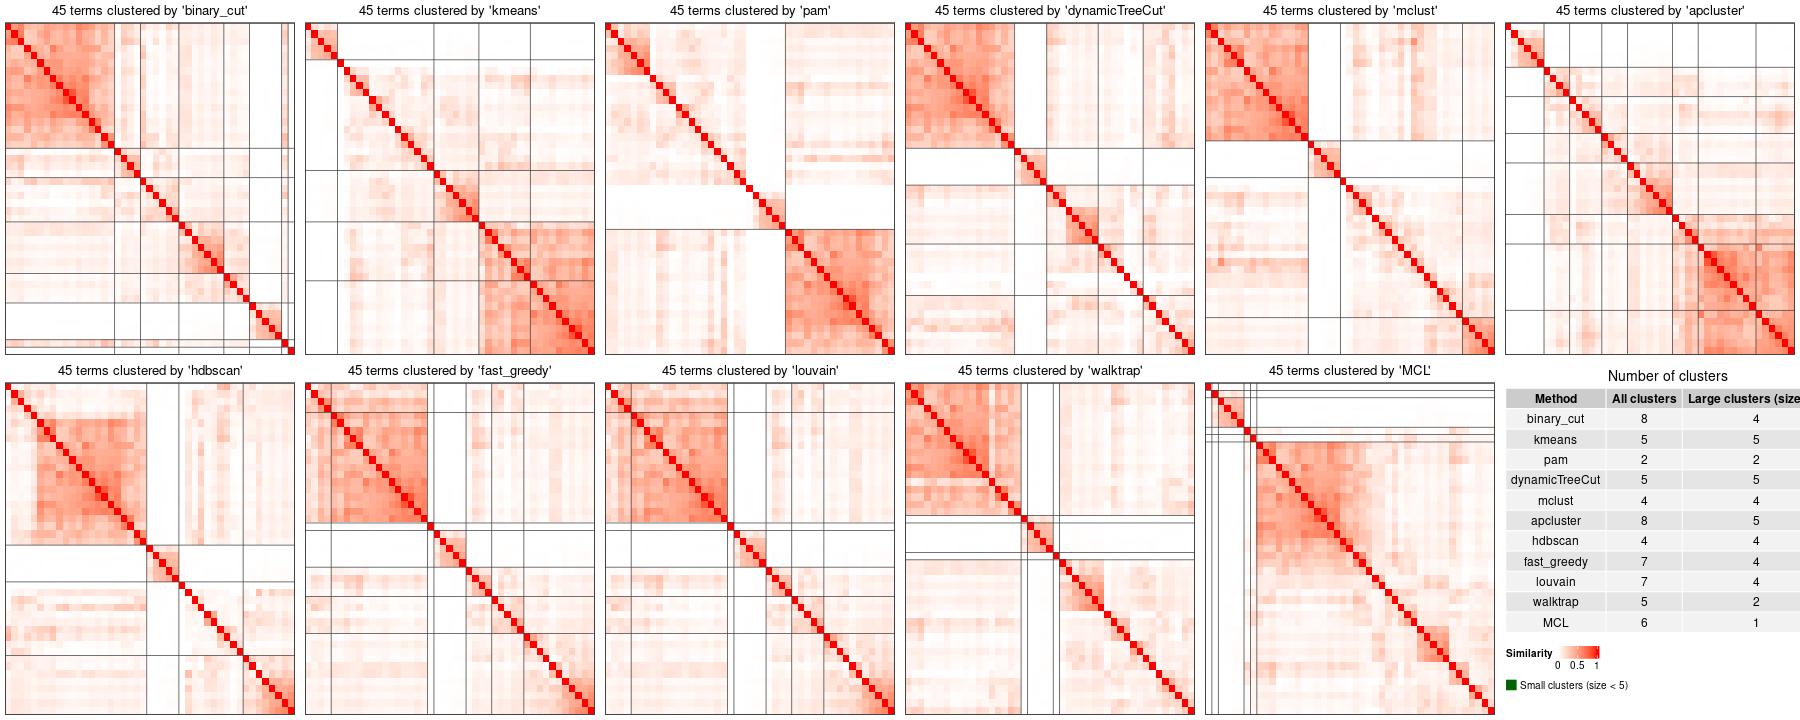 45 terms clustered by 'binary_cut'
45 terms clustered by 'kmeans'
45 terms clustered by 'pam'
45 terms clustered by 'dynamicTreeCut'
45 terms clustered by 'mclust'
45 terms clustered by 'apcluster'
45 terms clustered by 'hdbscan'
45 terms clustered by 'fast_greedy'
45 terms clustered by 'louvain'
45 terms clustered by 'walktrap'
45 terms clustered by 'MCL'
Number of clusters
Method All clusters Large clusters (size
binary_cut 8 4
kmeans 5 5
pam 2 2
dynamicTreeCut 5 5
mclust 4 4
apcluster 8 5
hdbscan 4 4
fast_greedy 7 4
louvain 7 4
walktrap 5 2
MCL 6 1
Similarity
0 0.5 1
Small clusters (size < 5)